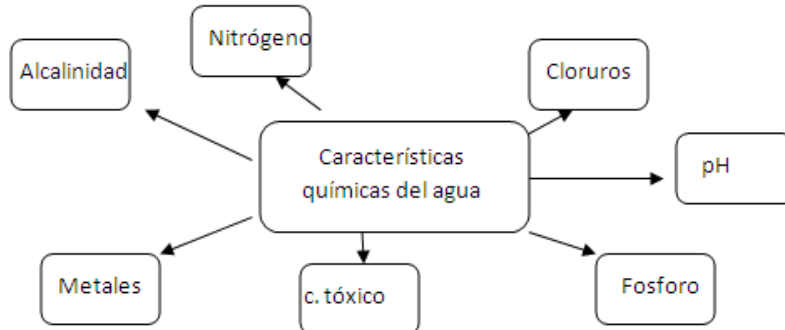 Nitrógeno
Alcalinidad
Cloruros
Características
químicas del agua
pH
Metales
c. tóxico
Fosforo